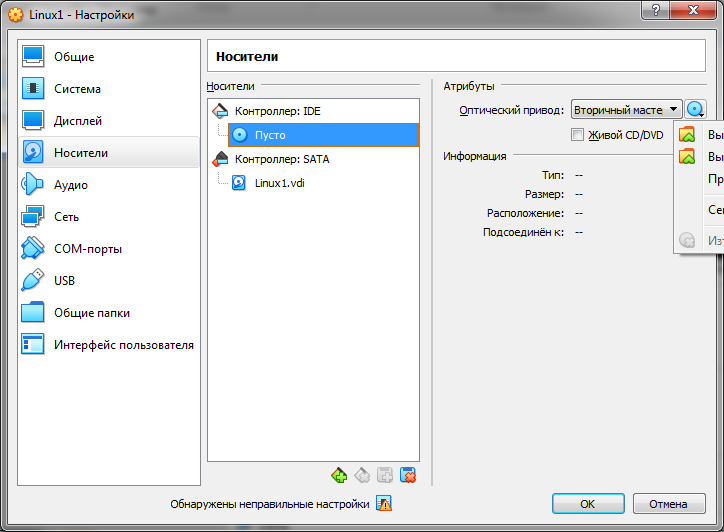 Linux1 - Настройки
Общие
Система
Дисплей
Носители
Аудио
Сеть
COM-порты
USB
Общие папки
Интерфейс пользователя
Носители
Носители
Контроллер: IDE
Пусто
Контроллер: SATA
Linux1.vdi
Атрибуты
Оптический привод: Вторичный масте
Живой CD/DVD
Информация
Тип: --
Размер: --
Расположение: --
Подсоединён к: --
Вы
Вы
Пр
Изъ
Обнаружены неправильные настройки
OK
Отмена